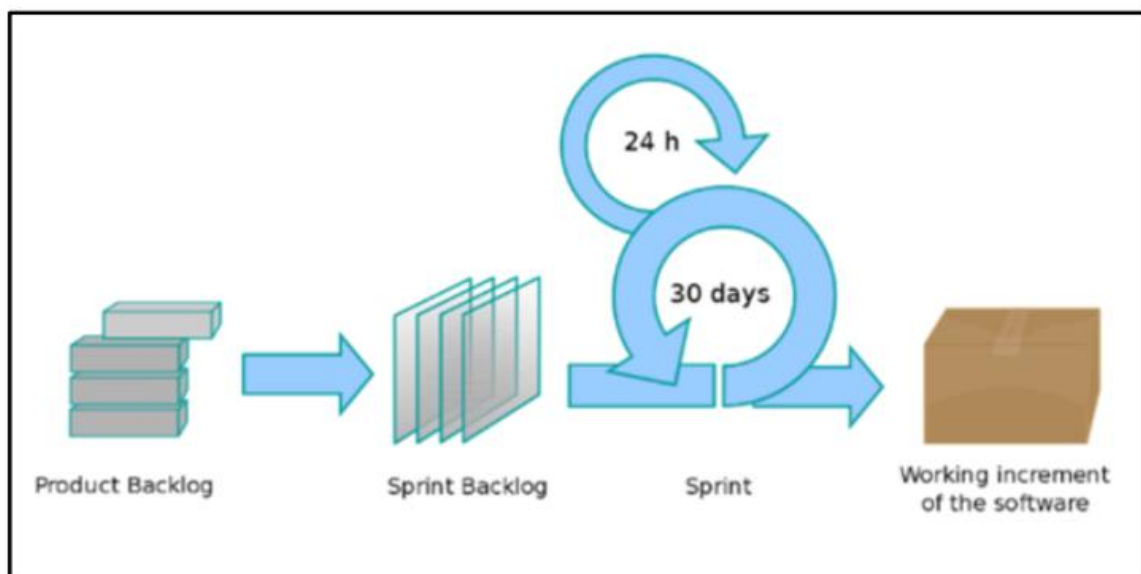 24 h
30 days
Product Backlog
Sprint Backlog
Sprint
Working increment
of the software